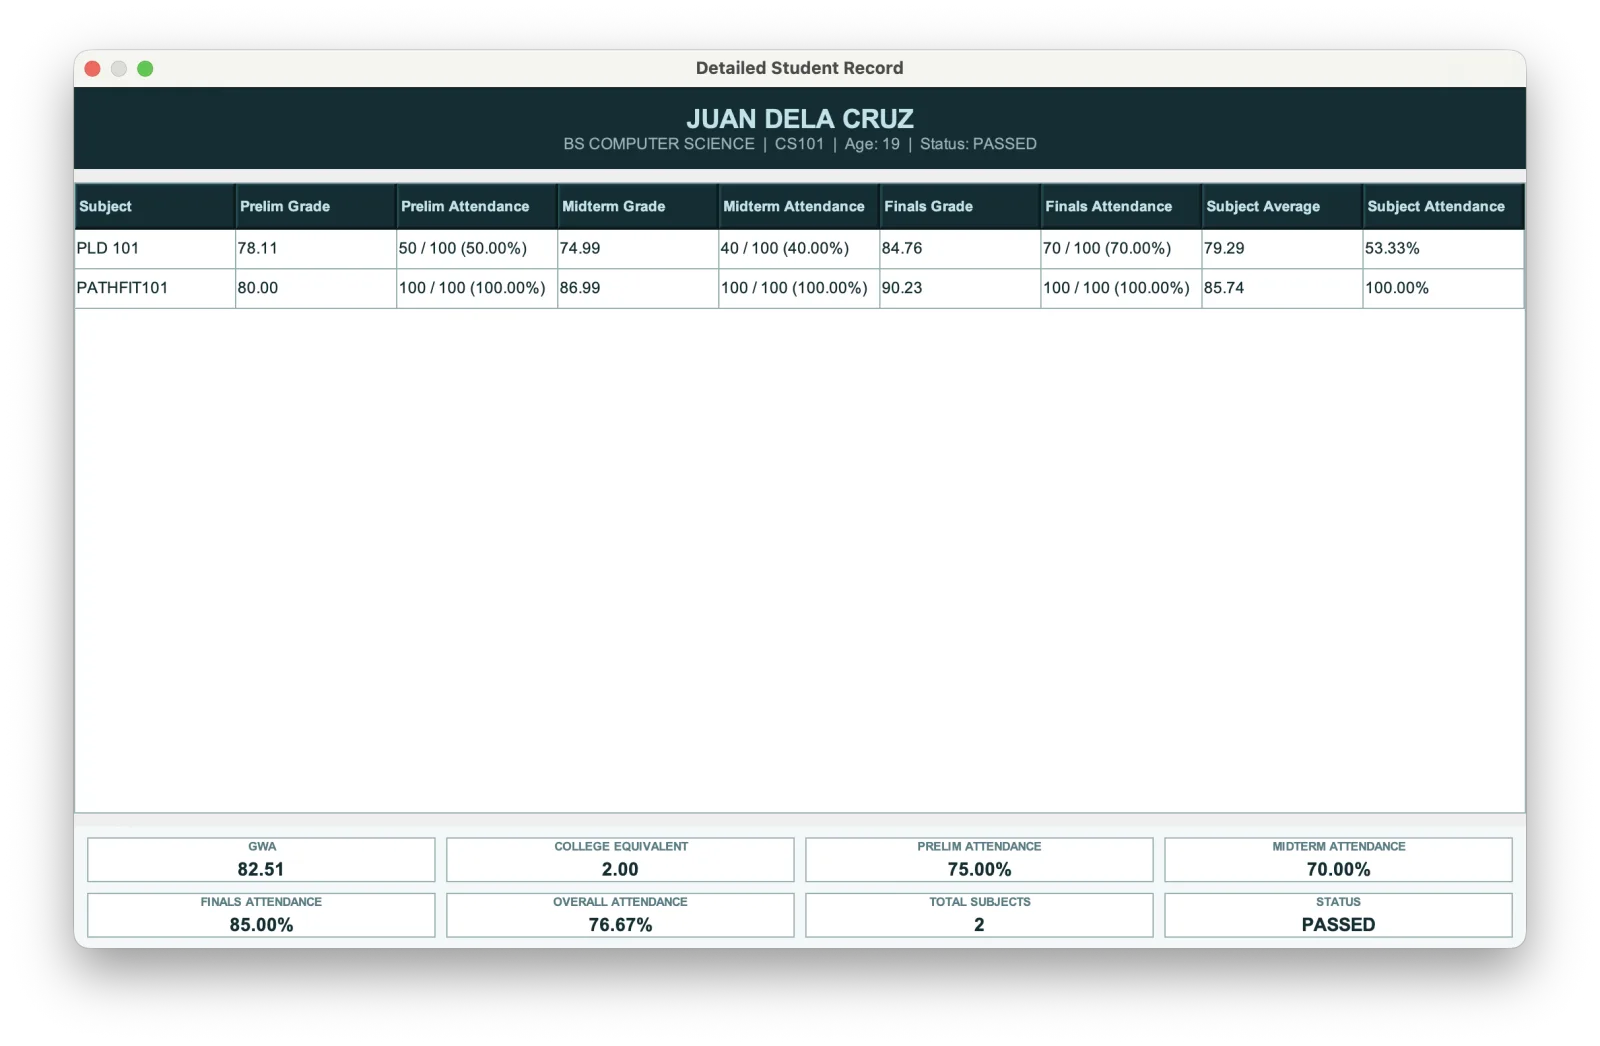 Detailed Student Record
JUAN DELA CRUZ
BS COMPUTER SCIENCE | CS101 | Age: 19 | Status: PASSED
Subject Prelim Grade Prelim Attendance Midterm Grade Midterm Attendance Finals Grade Finals Attendance Subject Average Subject Attendance
PLD 101 78.11 50 / 100 (50.00%) 74.99 40 / 100 (40.00%) 84.76 70 / 100 (70.00%) 79.29 53.33%
PATHFIT101 80.00 100 / 100 (100.00%) 86.99 100 / 100 (100.00%) 90.23 100 / 100 (100.00%) 85.74 100.00%
GWA COLLEGE EQUIVALENT PRELIM ATTENDANCE MIDTERM ATTENDANCE
82.51 2.00 75.00% 70.00%
FINALS ATTENDANCE OVERALL ATTENDANCE TOTAL SUBJECTS STATUS
85.00% 76.67% 2 PASSED